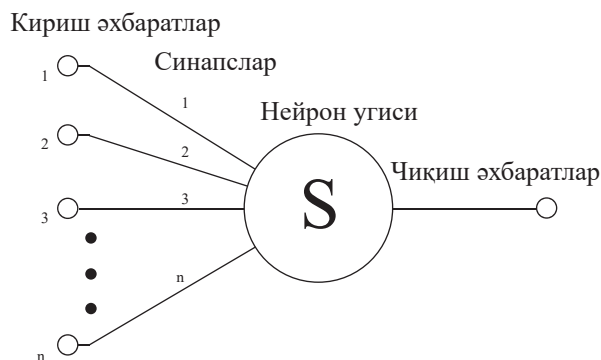 Кириш әхбаратлар
Синапслар
Нейрон угиси
Чиқиш әхбаратлар
1
1
2
2
3
3
S
n
n